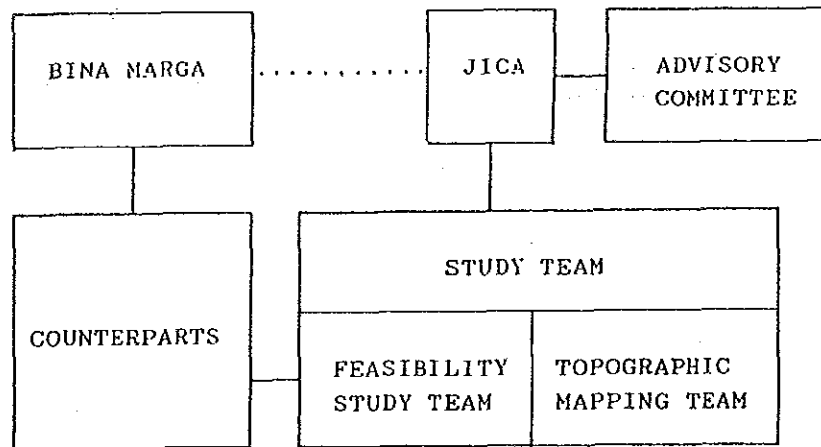 BINA MARGA
JICA
ADVISORY
COMMITTEE
STUDY TEAM
COUNTERPARTS
FEASIBILITY
STUDY TEAM
TOPOGRAPHIC
MAPPING TEAM